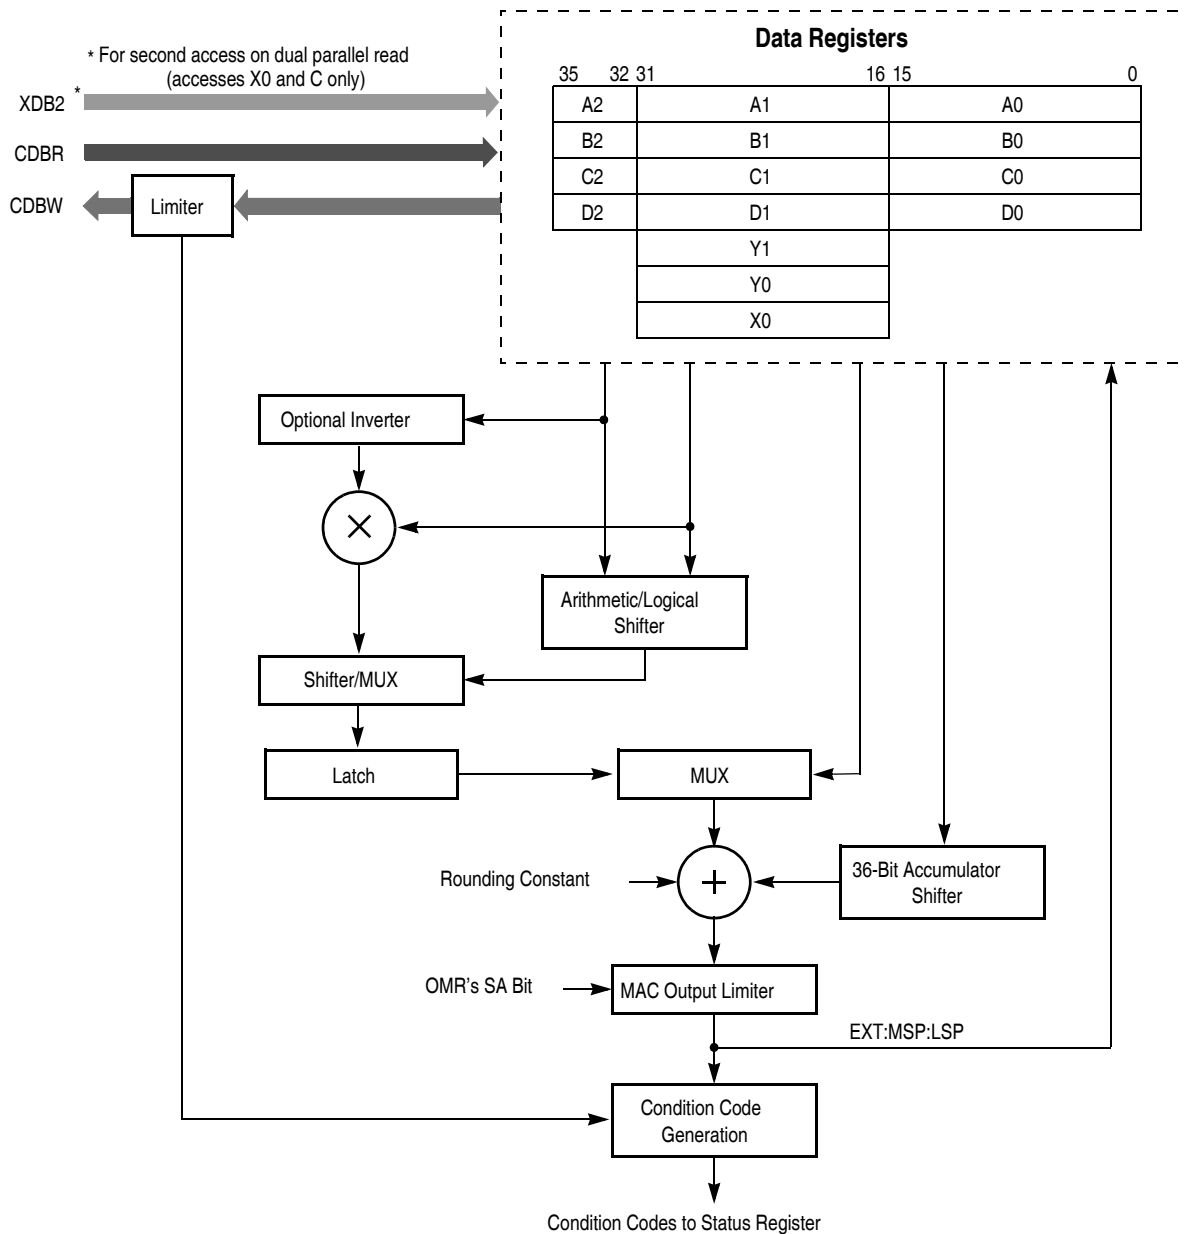 Data Registers
* For second access on dual parallel read
(accesses X0 and C only)
35 32 31 16 15 0
XDB2 *
A2 A1 A0
CDBR
B2 B1 B0
C2 C1 C0
CDBW
Limiter
D2 D1 D0
Y1
Y0
X0
Optional Inverter
×
Arithmetic/Logical
Shifter
Shifter/MUX
Latch
MUX
Rounding Constant
+
36-Bit Accumulator
Shifter
OMR's SA Bit
MAC Output Limiter
EXT:MSP:LSP
Condition Code
Generation
Condition Codes to Status Register